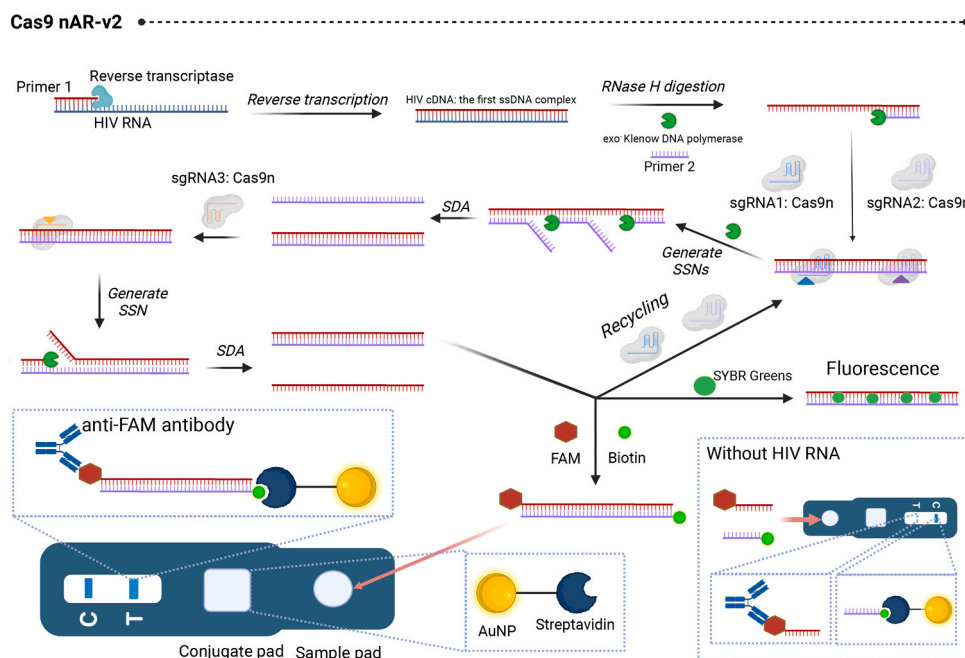 Cas9 nAR-v2
Primer 1
Reverse transcriptase
HIV RNA
Reverse transcription
HIV cDNA: the first ssDNA complex
RNase H digestion
exo⁻ Klenow DNA polymerase
Primer 2
sgRNA1: Cas9n
sgRNA2: Cas9n
Generate
SSNs
SDA
sgRNA3: Cas9n
Generate
SSN
SDA
Recycling
SYBR Greens
Fluorescence
FAM
Biotin
anti-FAM antibody
C
T
Conjugate pad
Sample pad
AuNP
Streptavidin
Without HIV RNA
T
C